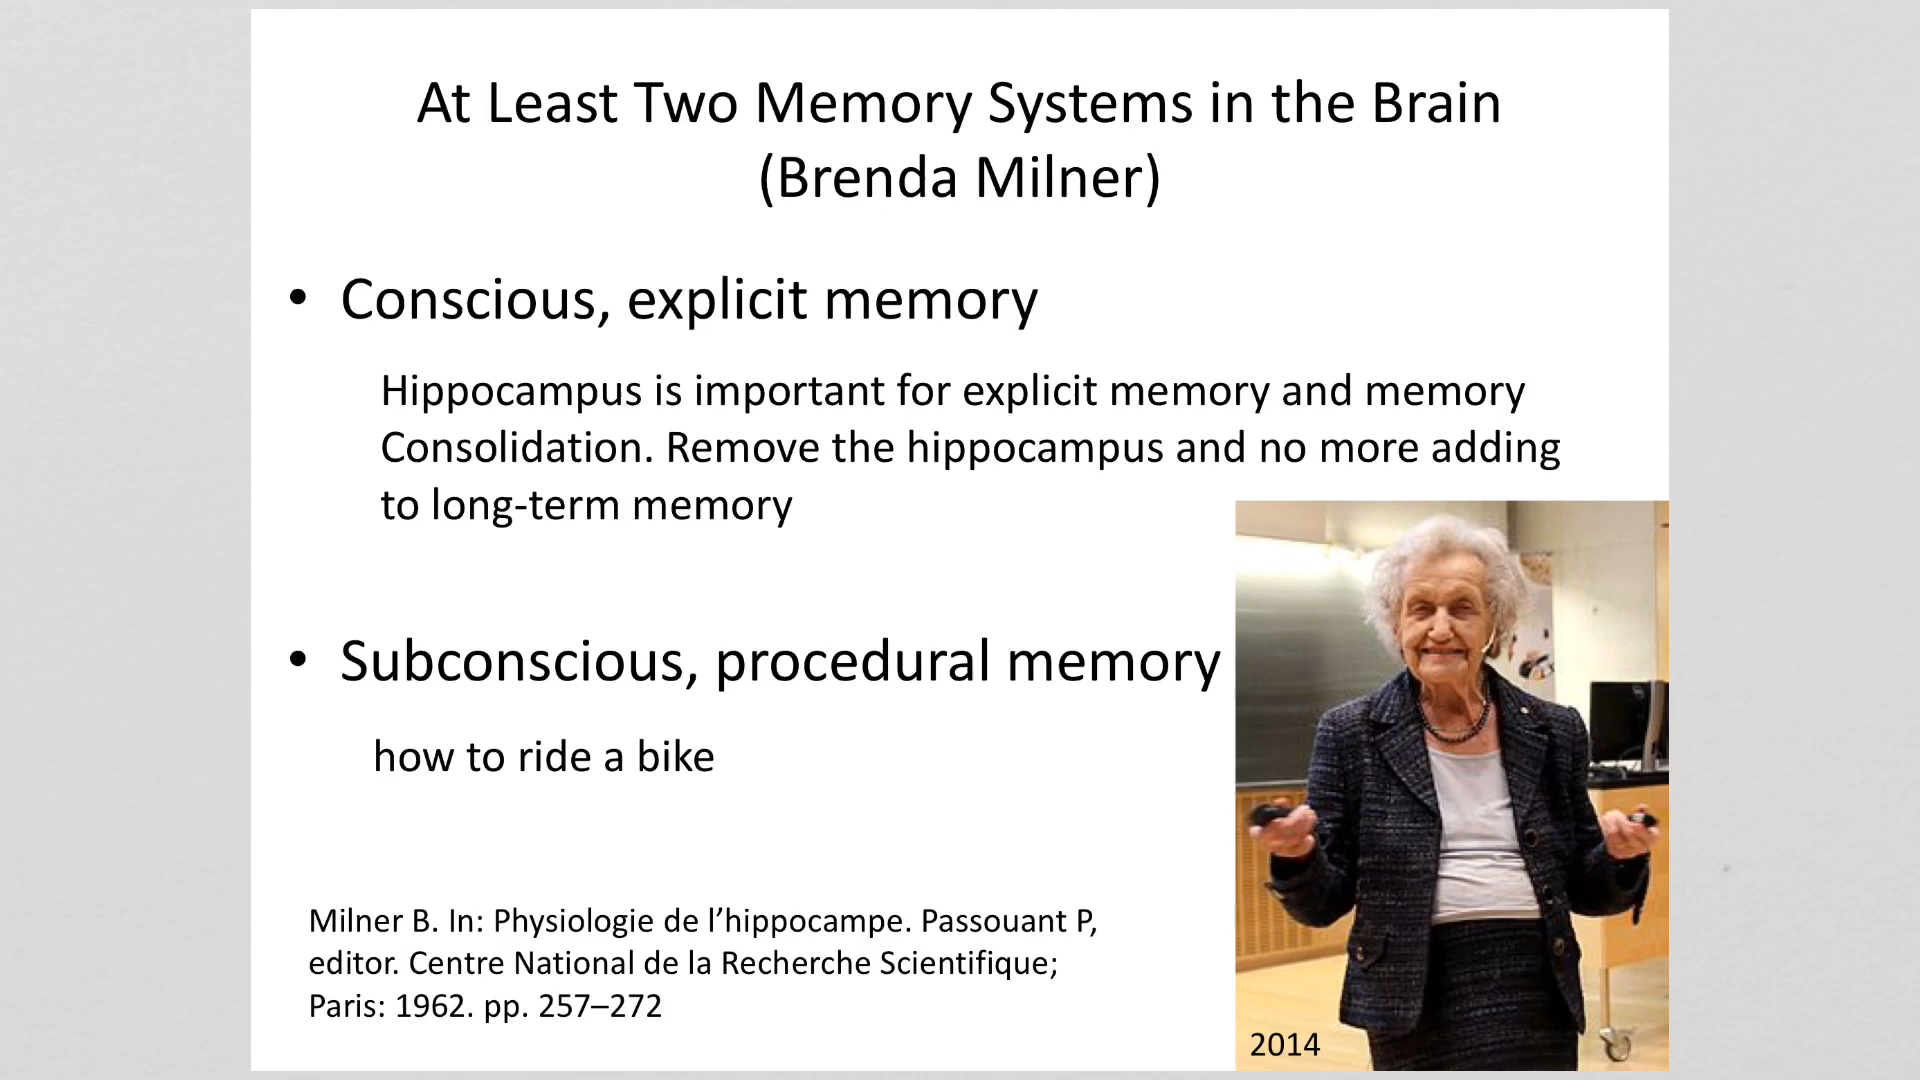 At Least Two Memory Systems in the Brain
(Brenda Milner)
• Conscious, explicit memory
Hippocampus is important for explicit memory and memory
Consolidation. Remove the hippocampus and no more adding
to long-term memory
• Subconscious, procedural memory
how to ride a bike
Milner B. In: Physiologie de l’hippocampe. Passouant P,
editor. Centre National de la Recherche Scientifique;
Paris: 1962. pp. 257–272
2014